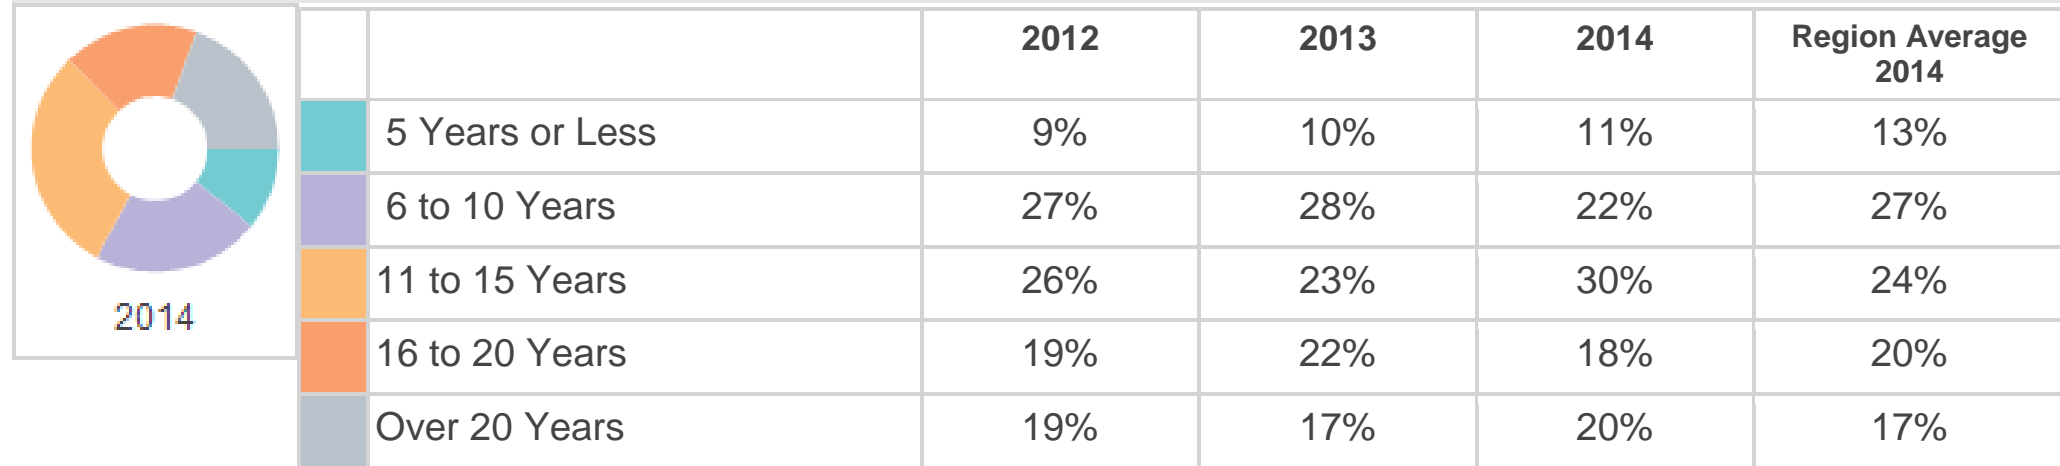 2012 2013 2014 Region Average
2014
5 Years or Less 9% 10% 11% 13%
6 to 10 Years 27% 28% 22% 27%
11 to 15 Years 26% 23% 30% 24%
2014
16 to 20 Years 19% 22% 18% 20%
Over 20 Years 19% 17% 20% 17%